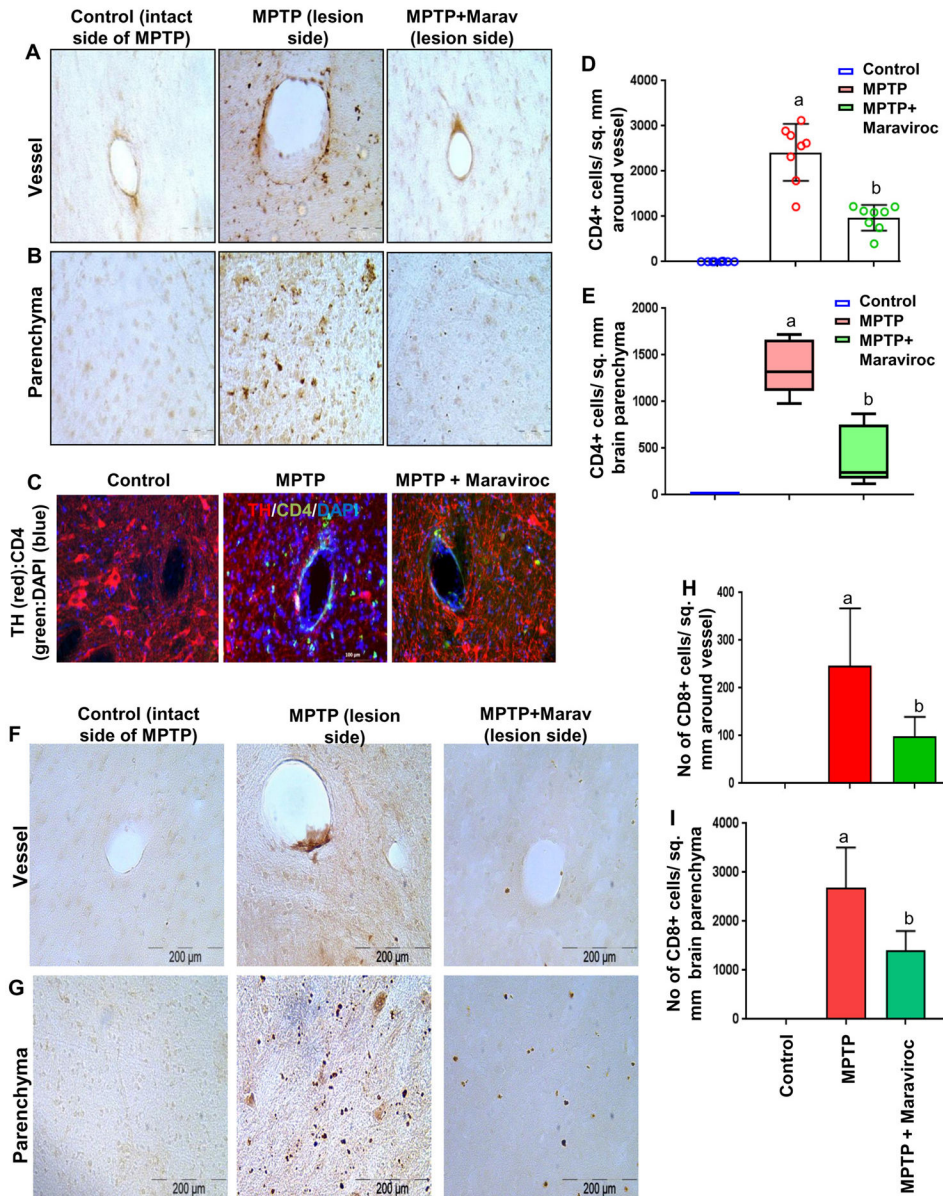 Control (intact
side of MPTP)
MPTP (lesion
side)
MPTP+Marav
(lesion side)
A
Vessel
B
Parenchyma
C
Control
MPTP
MPTP + Maraviroc
TH (red):CD4
(green:DAPI (blue)
TH/CD4/DAPI
100 µm
D
CD4+ cells/ sq. mm
around vessel
4000
3000
2000
1000
0
a
b
Control
MPTP
MPTP+
Maraviroc
E
CD4+ cells/ sq. mm
brain parenchyma
2000
1500
1000
500
0
a
b
Control
MPTP
MPTP+
Maraviroc
F
Control (intact
side of MPTP)
MPTP (lesion
side)
MPTP+Marav
(lesion side)
Vessel
200 µm
200 µm
200 µm
G
Parenchyma
200 µm
200 µm
200 µm
H
No of CD8+ cells/ sq.
mm around vessel
400
300
200
100
0
a
b
I
No of CD8+ cells/ sq.
mm brain parenchyma
4000
3000
2000
1000
0
a
b
Control
MPTP
MPTP + Maraviroc